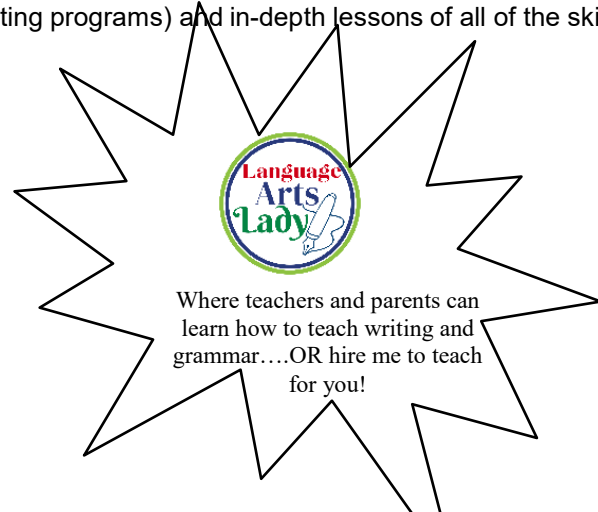 ting programs) and in-depth lessons of all of the ski
Language
Arts
Lady
Where teachers and parents can
learn how to teach writing and
grammar….OR hire me to teach
for you!